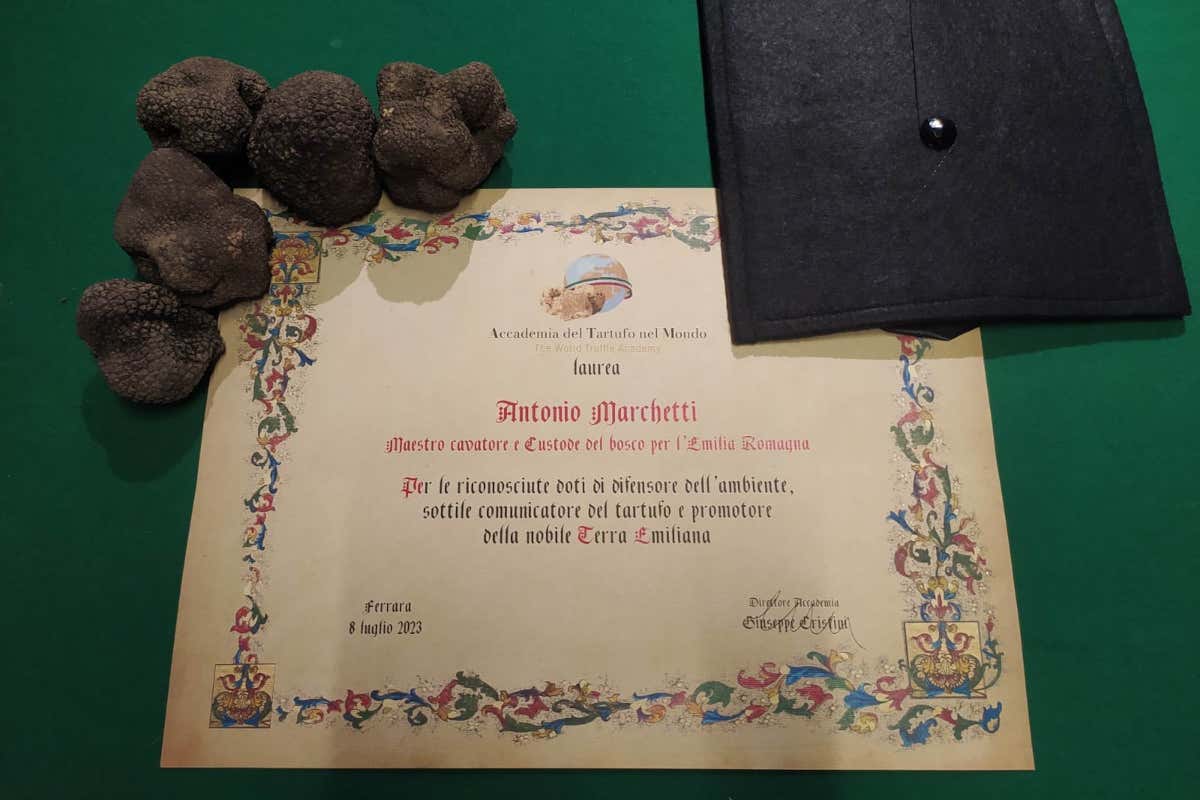 Accademia del Tartufo nel Mondo
The World Truffle Academy
laurea
Antonio Marchetti
Maestro cavatore e Custode del bosco per l'Emilia Romagna
Per le riconosciute doti di difensore dell'ambiente,
sottile comunicatore del tartufo e promotore
della nobile Terra Emiliana
Ferrara
8 luglio 2023
Direttore Accademia
Giuseppe Cristini